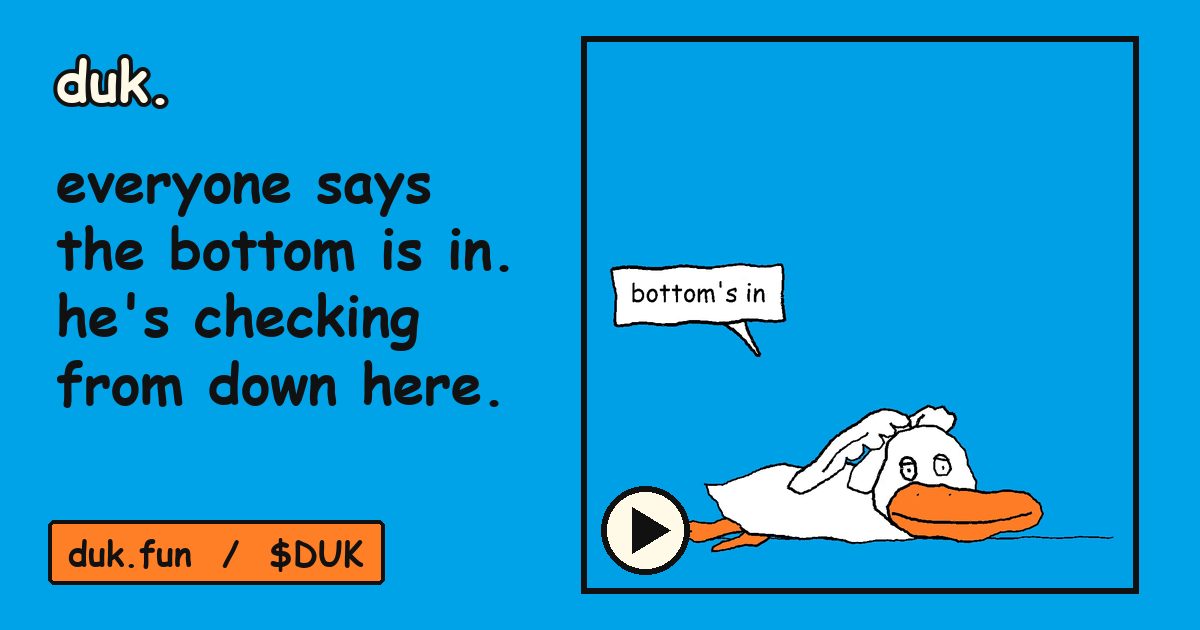 duk.
everyone says
the bottom is in.
he's checking
from down here.
bottom's in
duk.fun / $DUK